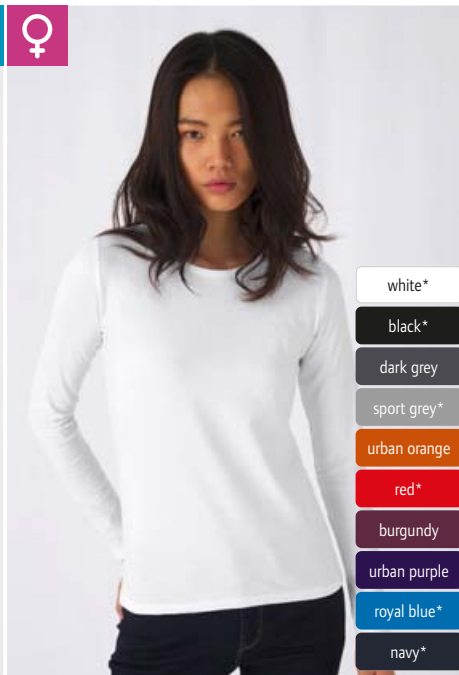 white*
black*
dark grey
sport grey*
urban orange
red*
burgundy
urban purple
royal blue*
navy*